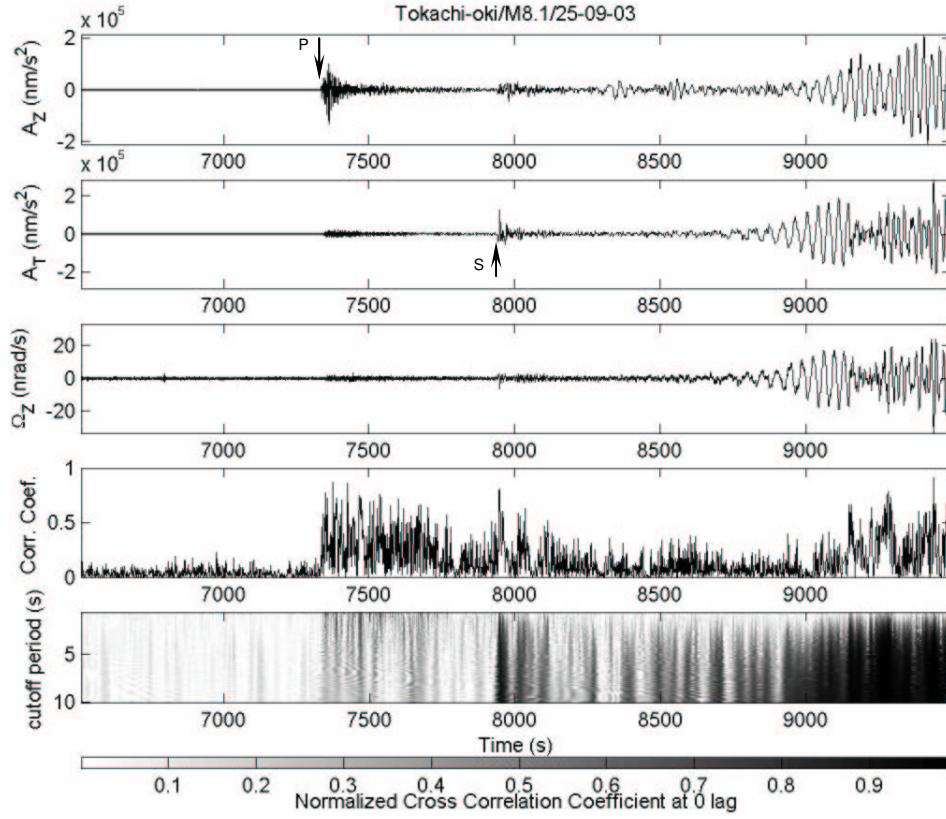 Tokachi-oki/M8.1/25-09-03
x 10^5
P
2
0
-2
A_Z (nm/s^2)
7000 7500 8000 8500 9000
x 10^5
2
0
-2
A_T (nm/s^2)
S
7000 7500 8000 8500 9000
20
0
-20
Ω_Z (nrad/s)
7000 7500 8000 8500 9000
1
0.5
0
Corr. Coef.
7000 7500 8000 8500 9000
5
10
cutoff period (s)
7000 7500 8000 8500 9000
Time (s)
0.1 0.2 0.3 0.4 0.5 0.6 0.7 0.8 0.9
Normalized Cross Correlation Coefficient at 0 lag